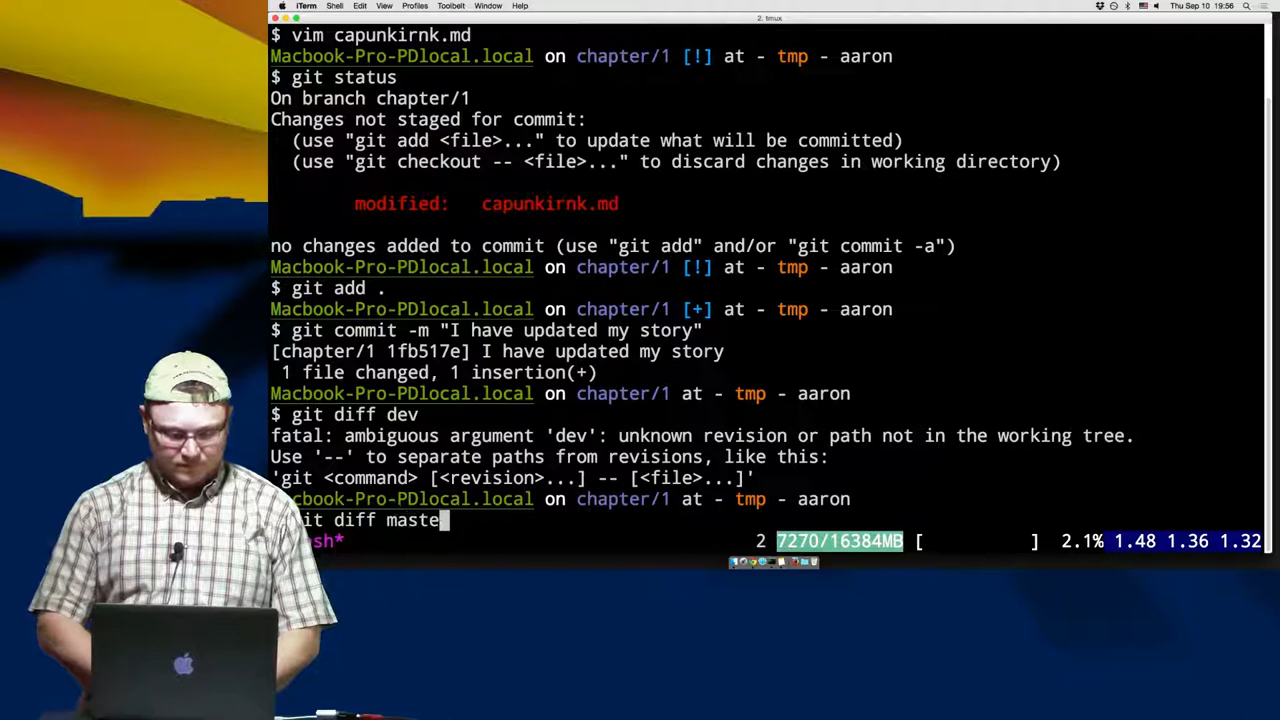 iTerm Shell Edit View Profiles Toolbelt Window Help Thu Sep 10 19:56
2. tmux
$ vim capunkirnk.md
Macbook-Pro-PDlocal.local on chapter/1 [!] at - tmp - aaron
$ git status
On branch chapter/1
Changes not staged for commit:
(use "git add <file>..." to update what will be committed)
(use "git checkout -- <file>..." to discard changes in working directory)
modified: capunkirnk.md
no changes added to commit (use "git add" and/or "git commit -a")
Macbook-Pro-PDlocal.local on chapter/1 [!] at - tmp - aaron
$ git add .
Macbook-Pro-PDlocal.local on chapter/1 [+] at - tmp - aaron
$ git commit -m "I have updated my story"
[chapter/1 1fb517e] I have updated my story
1 file changed, 1 insertion(+)
Macbook-Pro-PDlocal.local on chapter/1 at - tmp - aaron
$ git diff dev
fatal: ambiguous argument 'dev': unknown revision or path not in the working tree.
Use '--' to separate paths from revisions, like this:
'git <command> [<revision>...] -- [<file>...]'
cbook-Pro-PDlocal.local on chapter/1 at - tmp - aaron
it diff maste
sh* 2 7270/16384MB [ ] 2.1% 1.48 1.36 1.32